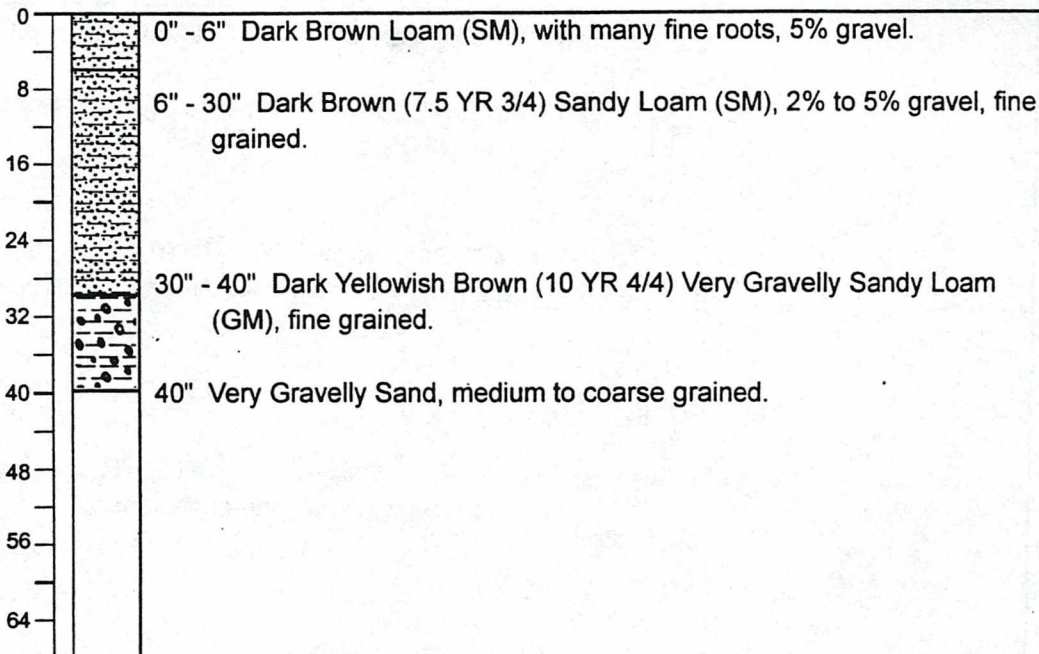 0
0" - 6" Dark Brown Loam (SM), with many fine roots, 5% gravel.
8
6" - 30" Dark Brown (7.5 YR 3/4) Sandy Loam (SM), 2% to 5% gravel, fine
grained.
16
24
30" - 40" Dark Yellowish Brown (10 YR 4/4) Very Gravelly Sandy Loam
32
(GM), fine grained.
40
40" Very Gravelly Sand, medium to coarse grained.
48
56
64